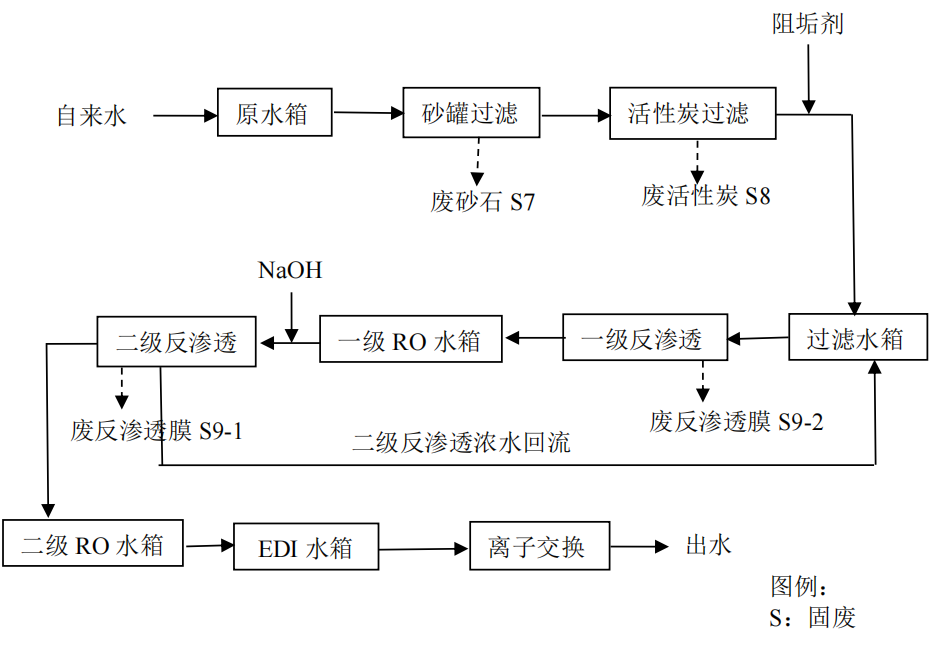 阻垢剂
自来水
原水箱
砂罐过滤
活性炭过滤
废砂石 S7
废活性炭 S8
NaOH
二级反渗透
一级 RO 水箱
一级反渗透
过滤水箱
废反渗透膜 S9-1
废反渗透膜 S9-2
二级反渗透浓水回流
二级 RO 水箱
EDI 水箱
离子交换
出水
图例：
S：固废